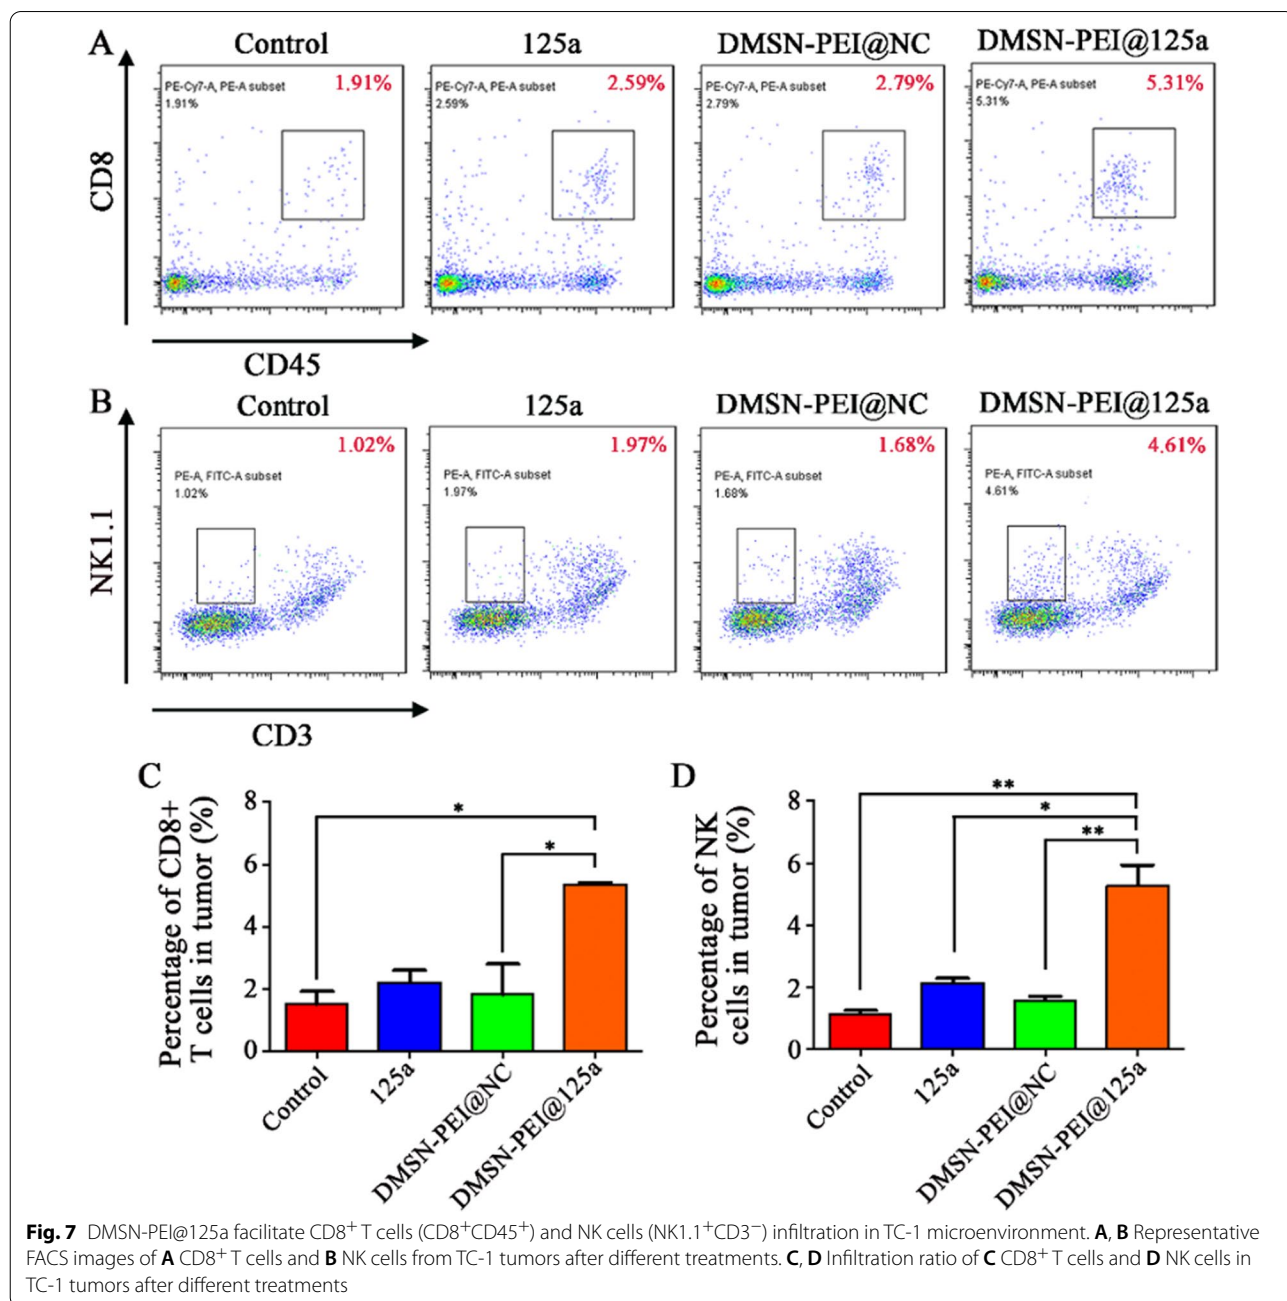 A
Control
125a
DMSN-PEI@NC
DMSN-PEI@125a
CD8
PE-Cy7-A, PE-A subset
1.91%
1.91%
PE-Cy7-A, PE-A subset
2.59%
2.59%
PE-Cy7-A, PE-A subset
2.79%
2.79%
PE-Cy7-A, PE-A subset
5.31%
5.31%
CD45
B
Control
125a
DMSN-PEI@NC
DMSN-PEI@125a
NK1.1
1.02%
PE-A, FITC-A subset
1.02%
1.97%
PE-A, FITC-A subset
1.97%
1.68%
PE-A, FITC-A subset
1.68%
4.61%
PE-A, FITC-A subset
4.61%
CD3
C
Percentage of CD8+
T cells in tumor (%)
8
6
4
2
0
*
*
Control
125a
DMSN-PEI@NC
DMSN-PEI@125a
D
Percentage of NK
cells in tumor (%)
8
6
4
2
0
**
*
**
Control
125a
DMSN-PEI@NC
DMSN-PEI@125a
Fig. 7 DMSN-PEI@125a facilitate CD8⁺ T cells (CD8⁺CD45⁺) and NK cells (NK1.1⁺CD3⁻) infiltration in TC-1 microenvironment. A, B Representative
FACS images of A CD8⁺ T cells and B NK cells from TC-1 tumors after different treatments. C, D Infiltration ratio of C CD8⁺ T cells and D NK cells in
TC-1 tumors after different treatments